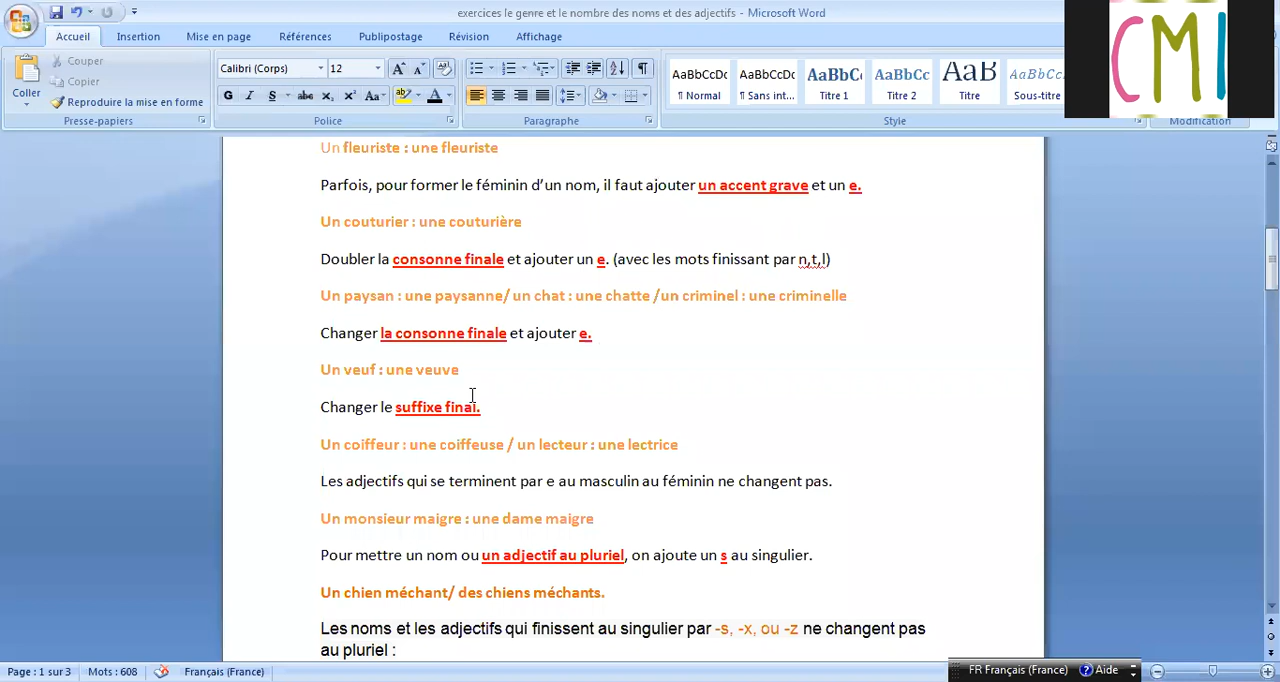 exercices le genre et le nombre des noms et des adjectifs - Microsoft Word
CMI
Accueil Insertion Mise en page Références Publipostage Révision Affichage
Coller
Couper
Copier
Reproduire la mise en forme
Presse-papiers
Calibri (Corps) 12
G I S abc X₂ X² Aa
Police
Paragraphe
AaBbCcDc AaBbCcDc AaBbC AaBbCc AaB AaBbCc
¶ Normal ¶ Sans int... Titre 1 Titre 2 Titre Sous-titre
Style
Modification
Un fleuriste : une fleuriste
Parfois, pour former le féminin d’un nom, il faut ajouter un accent grave et un e.
Un couturier : une couturière
Doubler la consonne finale et ajouter un e. (avec les mots finissant par n,t,l)
Un paysan : une paysanne/ un chat : une chatte /un criminel : une criminelle
Changer la consonne finale et ajouter e.
Un veuf : une veuve
Changer le suffixe final.
Un coiffeur : une coiffeuse / un lecteur : une lectrice
Les adjectifs qui se terminent par e au masculin au féminin ne changent pas.
Un monsieur maigre : une dame maigre
Pour mettre un nom ou un adjectif au pluriel, on ajoute un s au singulier.
Un chien méchant/ des chiens méchants.
Les noms et les adjectifs qui finissent au singulier par -s, -x, ou -z ne changent pas
au pluriel :
Page : 1 sur 3 Mots : 608 Français (France) FR Français (France) Aide